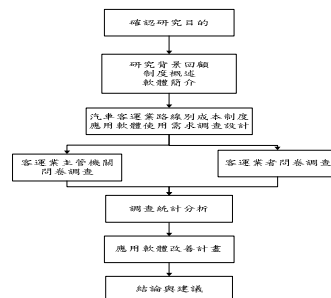 確認研究目的
研究背景回顧
制度概述
軟體簡介
汽車客運業路線別成本制度
應用軟體使用需求調查設計
客運業主管機關
問卷調查
客運業者問卷調查
調查統計分析
應用軟體改善計畫
結論與建議